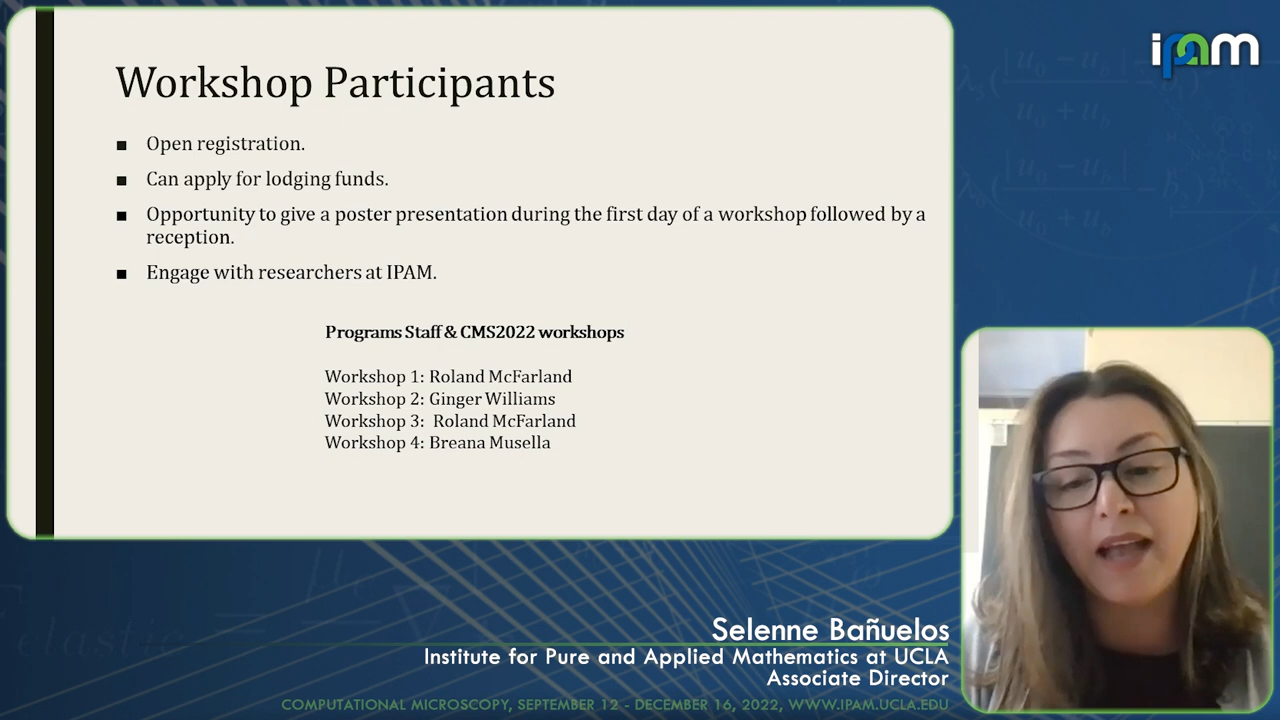 Workshop Participants
■ Open registration.
■ Can apply for lodging funds.
■ Opportunity to give a poster presentation during the first day of a workshop followed by a
reception.
■ Engage with researchers at IPAM.
Programs Staff & CMS2022 workshops
Workshop 1: Roland McFarland
Workshop 2: Ginger Williams
Workshop 3: Roland McFarland
Workshop 4: Breana Musella
ipam
Selenne Bañuelos
Institute for Pure and Applied Mathematics at UCLA
Associate Director
COMPUTATIONAL MICROSCOPY, SEPTEMBER 12 - DECEMBER 16, 2022, WWW.IPAM.UCLA.EDU
elastic